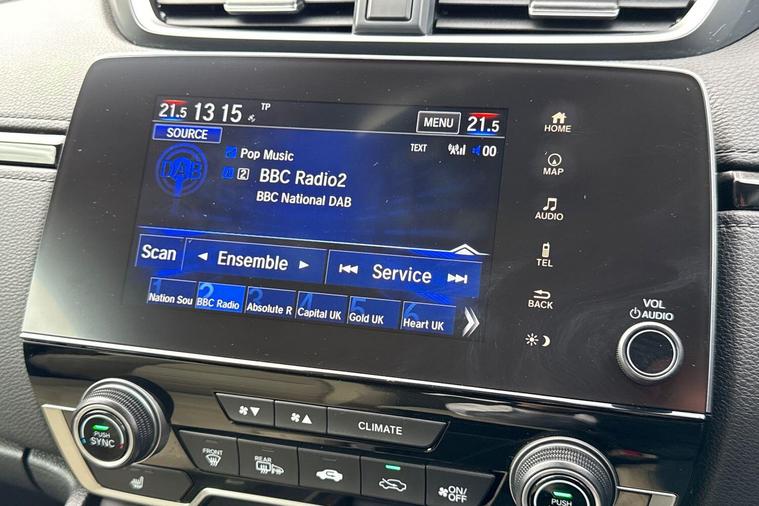 21.5 13 15 TP MENU 21.5
SOURCE
TEXT 00
Pop Music
DAB
2 BBC Radio2
BBC National DAB
Scan Ensemble Service
1 Nation Sou
2 BBC Radio
3 Absolute R
4 Capital UK
5 Gold UK
6 Heart UK
HOME
MAP
AUDIO
TEL
BACK
VOL
AUDIO
CLIMATE
PUSH
SYNC
FRONT
REAR
ON/
OFF
PUSH